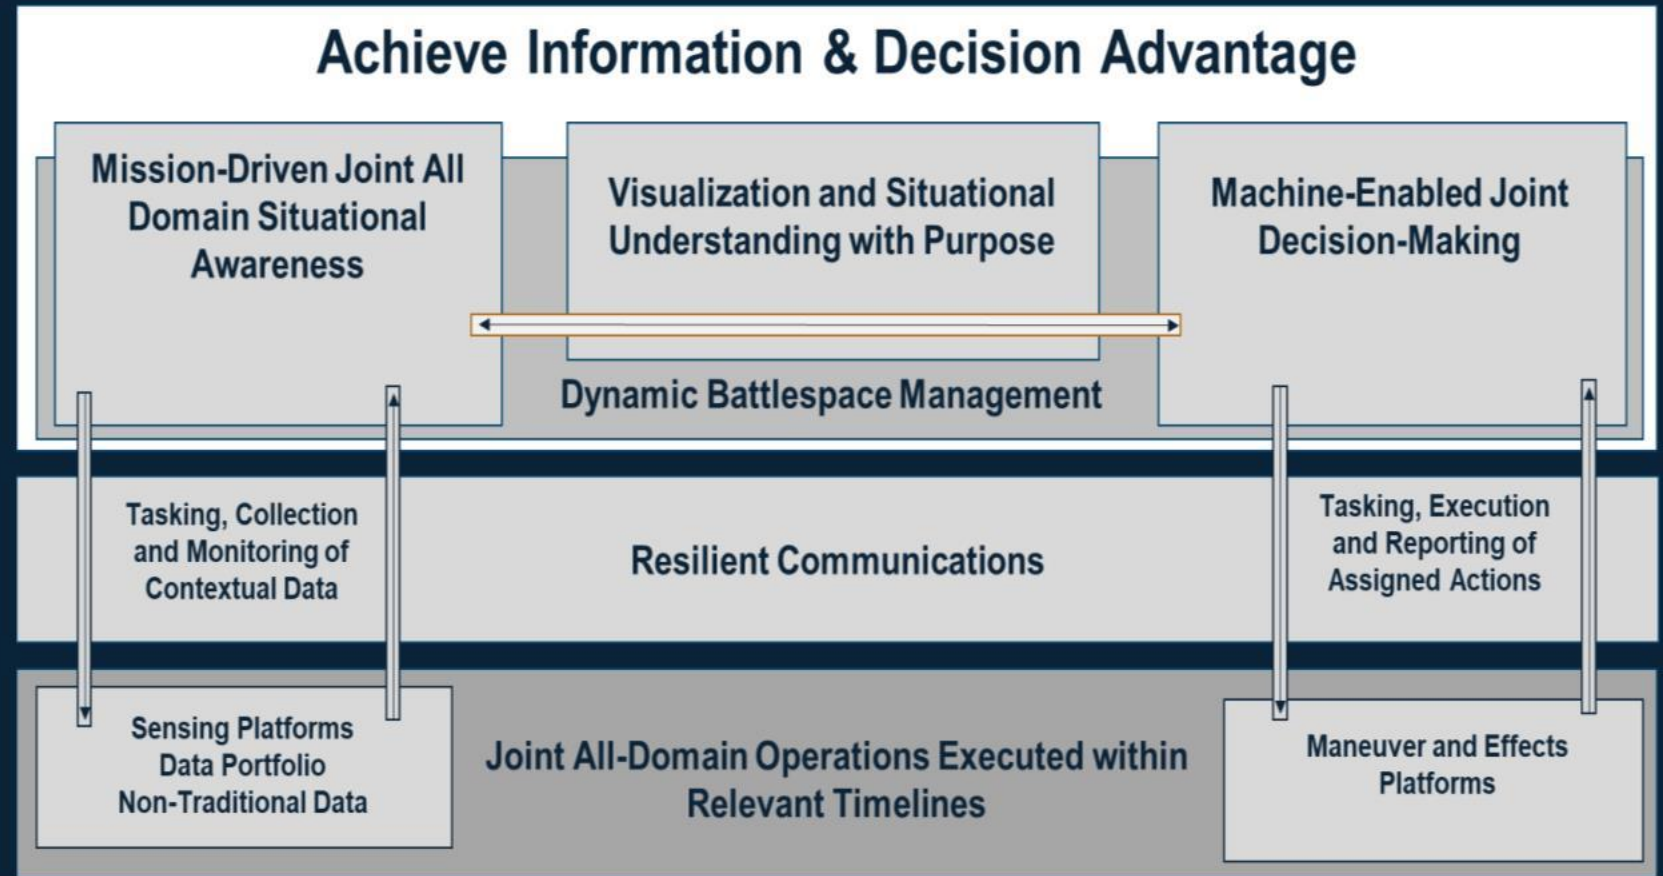 Achieve Information & Decision Advantage
Mission-Driven Joint All
Domain Situational
Awareness
Visualization and Situational
Understanding with Purpose
Machine-Enabled Joint
Decision-Making
Dynamic Battlespace Management
Tasking, Collection
and Monitoring of
Contextual Data
Resilient Communications
Tasking, Execution
and Reporting of
Assigned Actions
Sensing Platforms
Data Portfolio
Non-Traditional Data
Joint All-Domain Operations Executed within
Relevant Timelines
Maneuver and Effects
Platforms